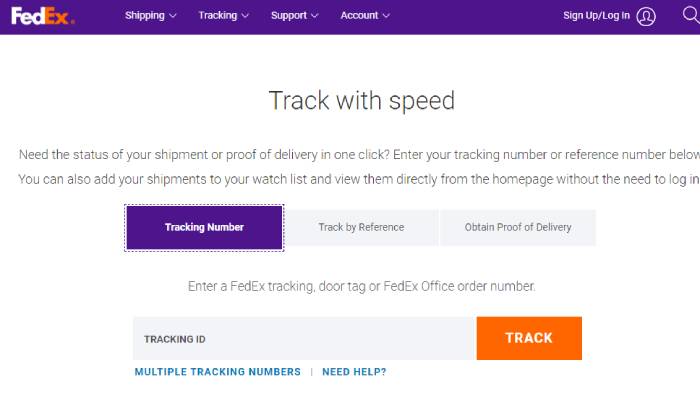 FedEx® Shipping Tracking Support Account Sign Up/Log In
Track with speed
Need the status of your shipment or proof of delivery in one click? Enter your tracking number or reference number below
You can also add your shipments to your watch list and view them directly from the homepage without the need to log in
Tracking Number Track by Reference Obtain Proof of Delivery
Enter a FedEx tracking, door tag or FedEx Office order number.
TRACKING ID TRACK
MULTIPLE TRACKING NUMBERS | NEED HELP?